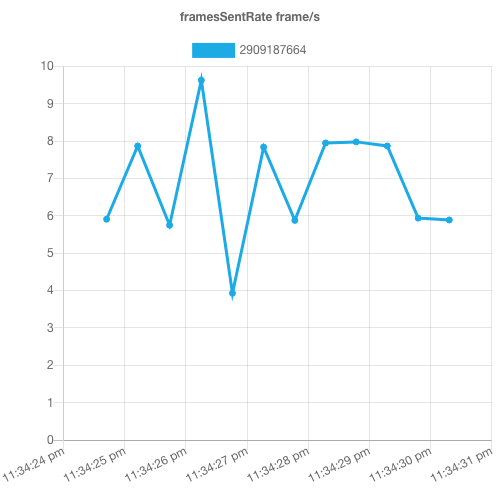 framesSentRate frame/s
2909187664
10
9
8
7
6
5
4
3
2
1
0
11:34:24 pm
11:34:25 pm
11:34:26 pm
11:34:27 pm
11:34:28 pm
11:34:29 pm
11:34:30 pm
11:34:31 pm